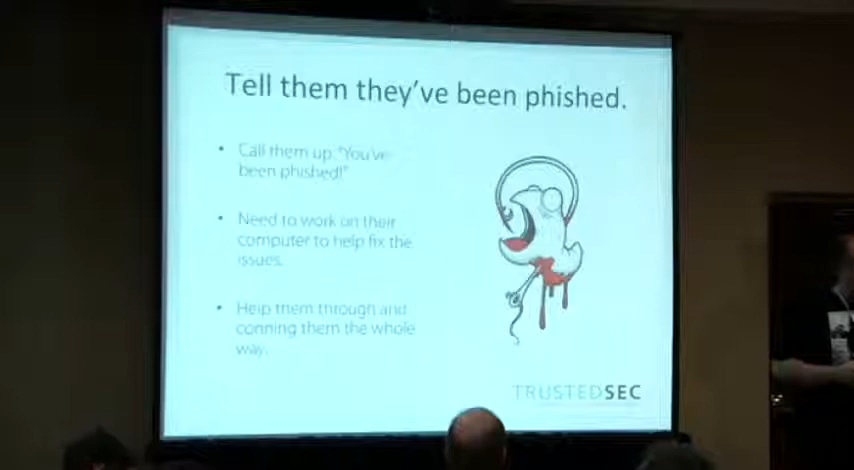 Tell them they've been phished.
• Call them up. "You've
been phished!"
• Need to work on their
computer to help fix the
issues.
• Help them through and
conning them the whole
way.
TRUSTEDSEC